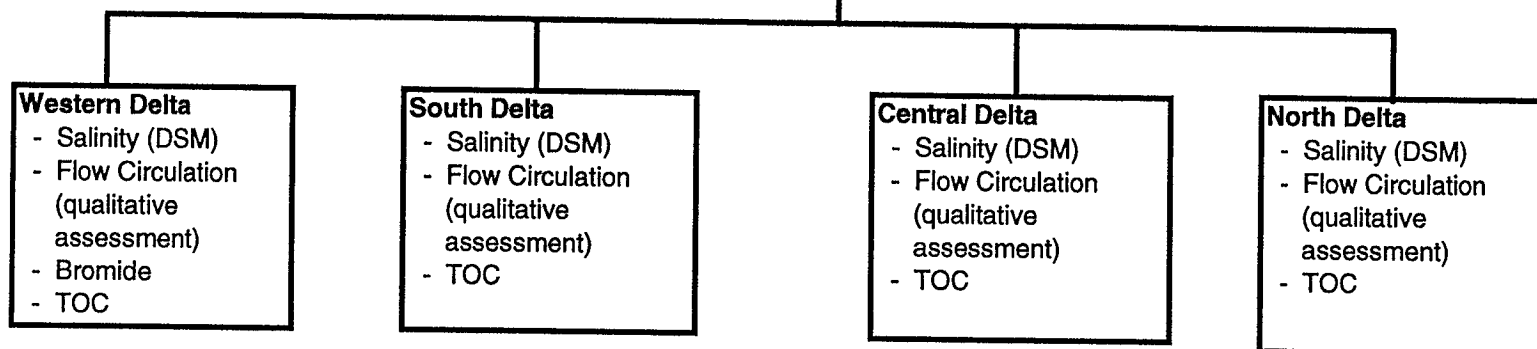 Western Delta
- Salinity (DSM)
- Flow Circulation
(qualitative
assessment)
- Bromide
- TOC
South Delta
- Salinity (DSM)
- Flow Circulation
(qualitative
assessment)
- TOC
Central Delta
- Salinity (DSM)
- Flow Circulation
(qualitative
assessment)
- TOC
North Delta
- Salinity (DSM)
- Flow Circulation
(qualitative
assessment)
- TOC